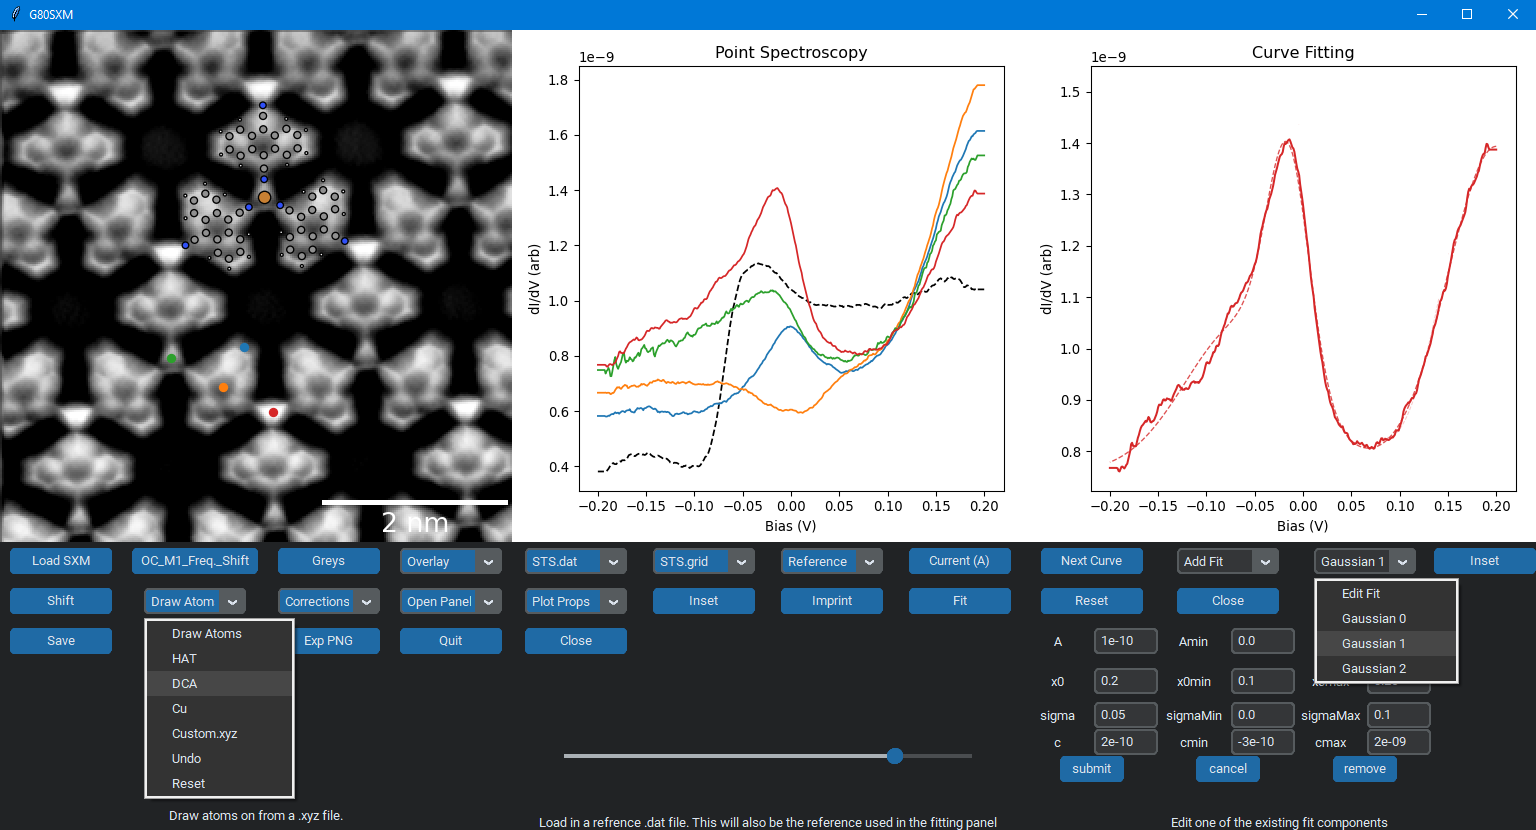 G80SXM
2 nm
Point Spectroscopy
1e−9
1.8
1.6
1.4
1.2
1.0
0.8
0.6
0.4
dI/dV (arb)
−0.20 −0.15 −0.10 −0.05 0.00 0.05 0.10 0.15 0.20
Bias (V)
Curve Fitting
1e−9
1.5
1.4
1.3
1.2
1.1
1.0
0.9
0.8
dI/dV (arb)
−0.20 −0.15 −0.10 −0.05 0.00 0.05 0.10 0.15 0.20
Bias (V)
Load SXM OC_M1_Freq._Shift Greys Overlay STS.dat STS.grid Reference Current (A) Next Curve Add Fit Gaussian 1 Inset
Shift Draw Atom Corrections Open Panel Plot Props Inset Imprint Fit Reset Close
Save Exp PNG Quit Close
Draw Atoms
HAT
DCA
Cu
Custom.xyz
Undo
Reset
Edit Fit
Gaussian 0
Gaussian 1
Gaussian 2
A 1e-10 Amin 0.0
x0 0.2 x0min 0.1
sigma 0.05 sigmaMin 0.0 sigmaMax 0.1
c 2e-10 cmin -3e-10 cmax 2e-09
submit cancel remove
Draw atoms on from a .xyz file.
Load in a refrence .dat file. This will also be the reference used in the fitting panel
Edit one of the existing fit components